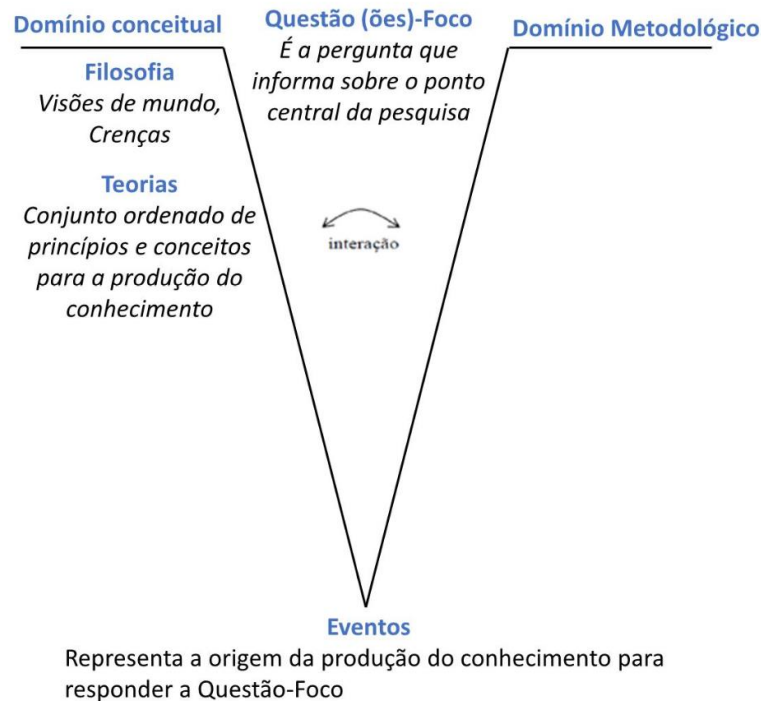 Domínio conceitual
Filosofia
Visões de mundo,
Crenças
Teorias
Conjunto ordenado de
princípios e conceitos
para a produção do
conhecimento
Questão (ões)-Foco
É a pergunta que
informa sobre o ponto
central da pesquisa
interação
Domínio Metodológico
Eventos
Representa a origem da produção do conhecimento para
responder a Questão-Foco